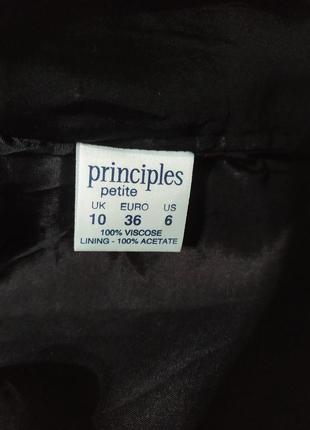 principles
petite
UK EURO US
10 36 6
100% VISCOSE
LINING - 100% ACETATE